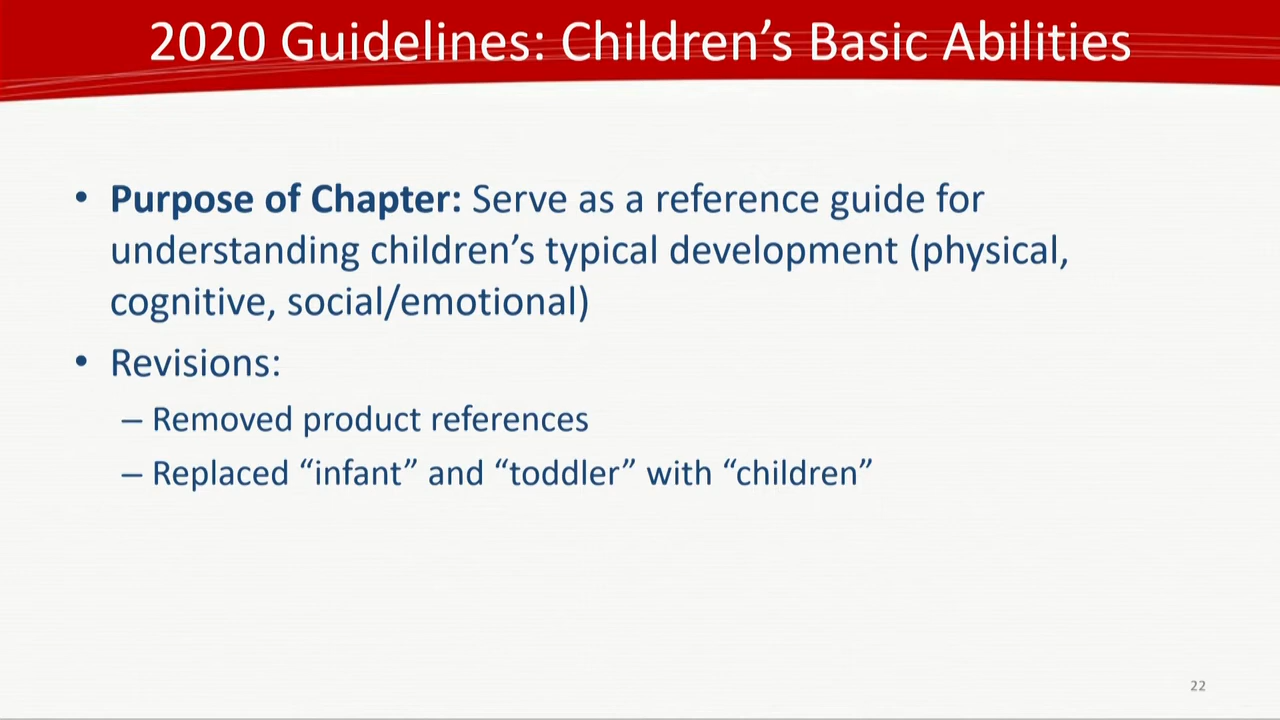 2020 Guidelines: Children’s Basic Abilities
• Purpose of Chapter: Serve as a reference guide for
understanding children’s typical development (physical,
cognitive, social/emotional)
• Revisions:
– Removed product references
– Replaced “infant” and “toddler” with “children”
22